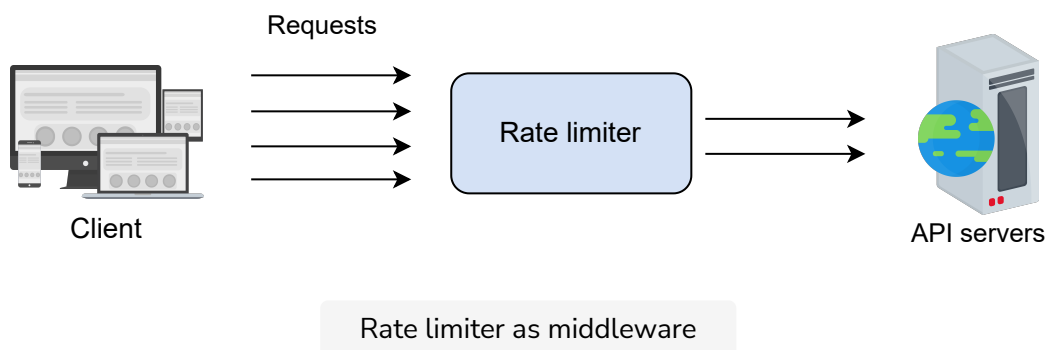 Requests
Rate limiter
Client
API servers
Rate limiter as middleware